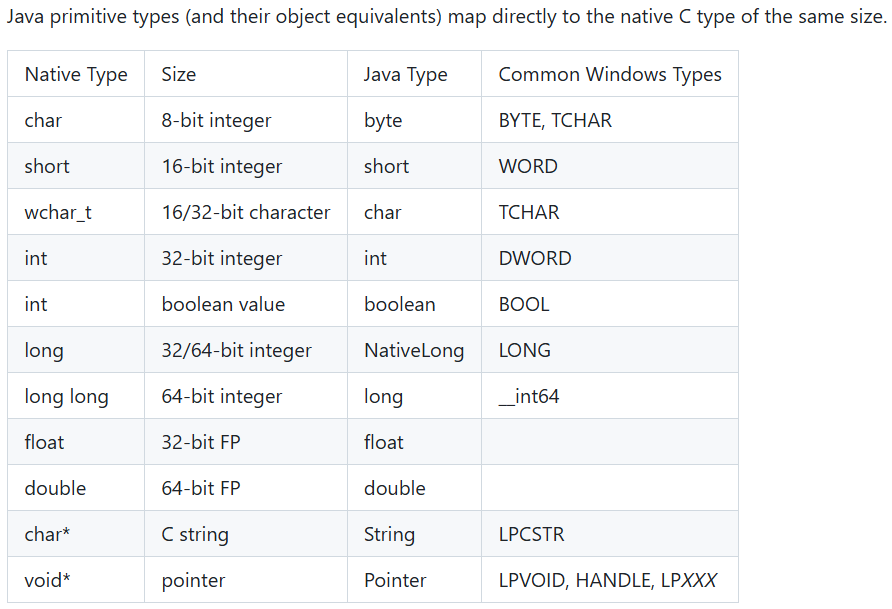 Java primitive types (and their object equivalents) map directly to the native C type of the same size.
Native Type Size Java Type Common Windows Types
char 8-bit integer byte BYTE, TCHAR
short 16-bit integer short WORD
wchar_t 16/32-bit character char TCHAR
int 32-bit integer int DWORD
int boolean value boolean BOOL
long 32/64-bit integer NativeLong LONG
long long 64-bit integer long __int64
float 32-bit FP float
double 64-bit FP double
char* C string String LPCSTR
void* pointer Pointer LPVOID, HANDLE, LPXXX